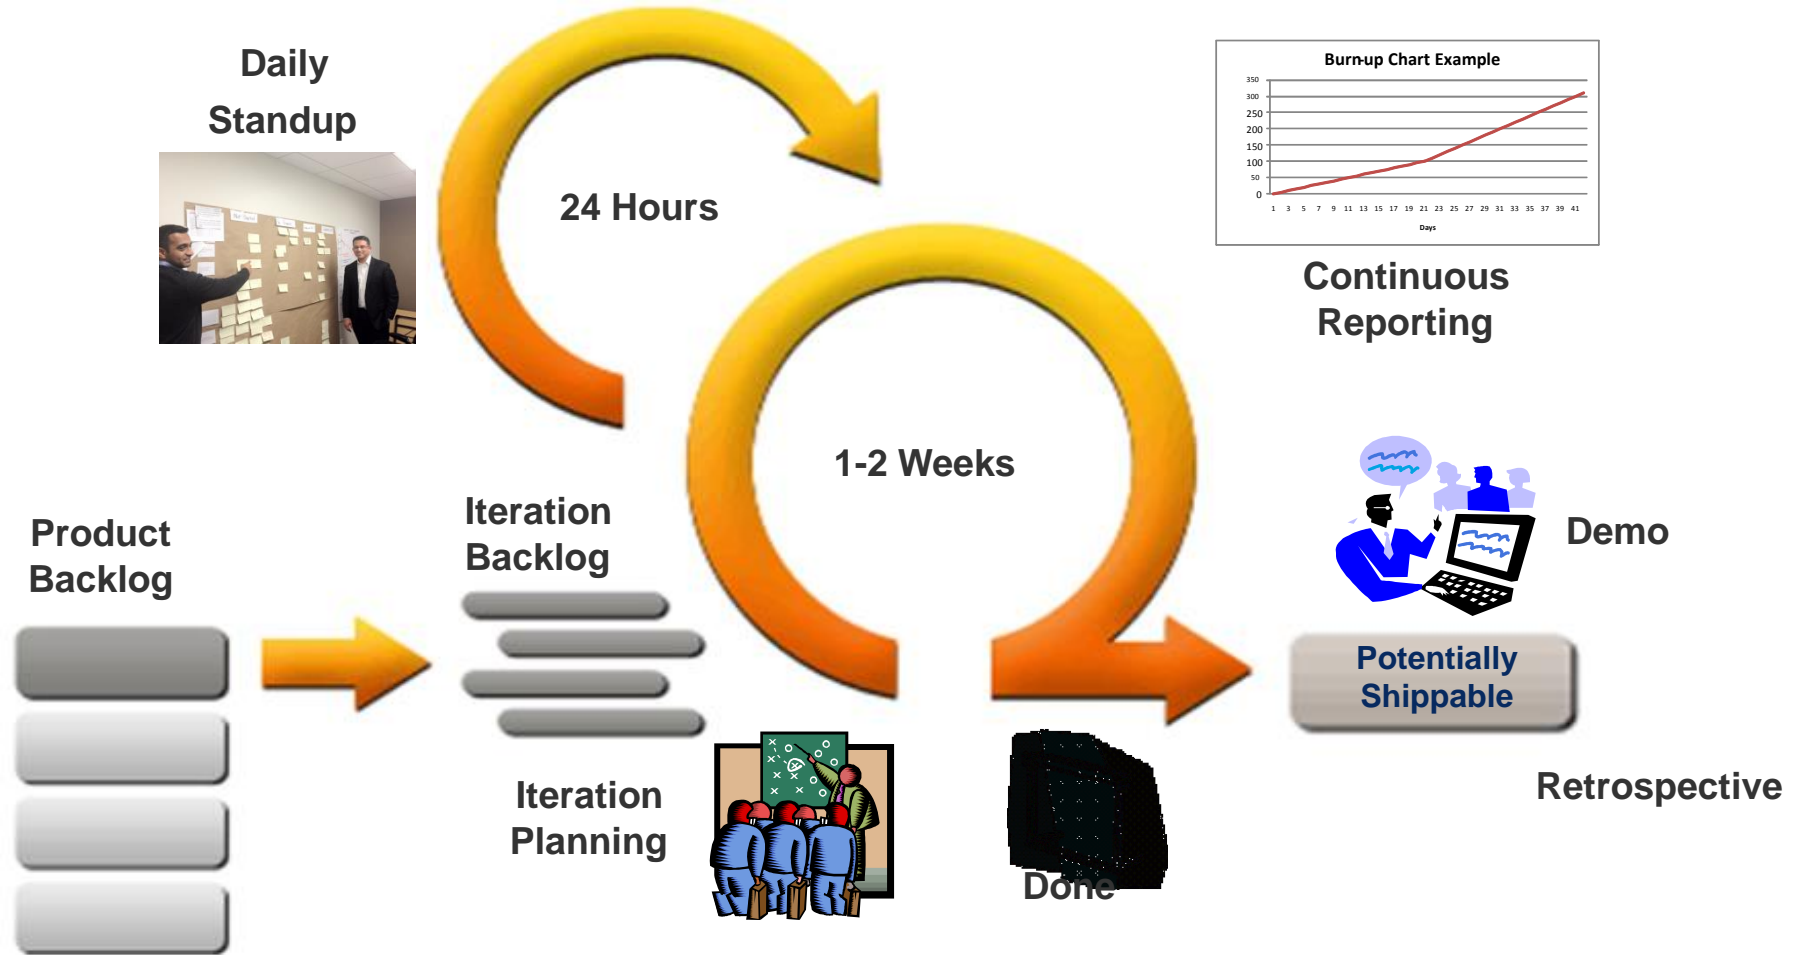 Daily
Standup
24 Hours
Burn-up Chart Example
350
300
250
200
150
100
50
0
1 3 5 7 9 11 13 15 17 19 21 23 25 27 29 31 33 35 37 39 41
Days
Continuous
Reporting
1-2 Weeks
Product
Backlog
Iteration
Backlog
Demo
Potentially
Shippable
Iteration
Planning
Retrospective
Done